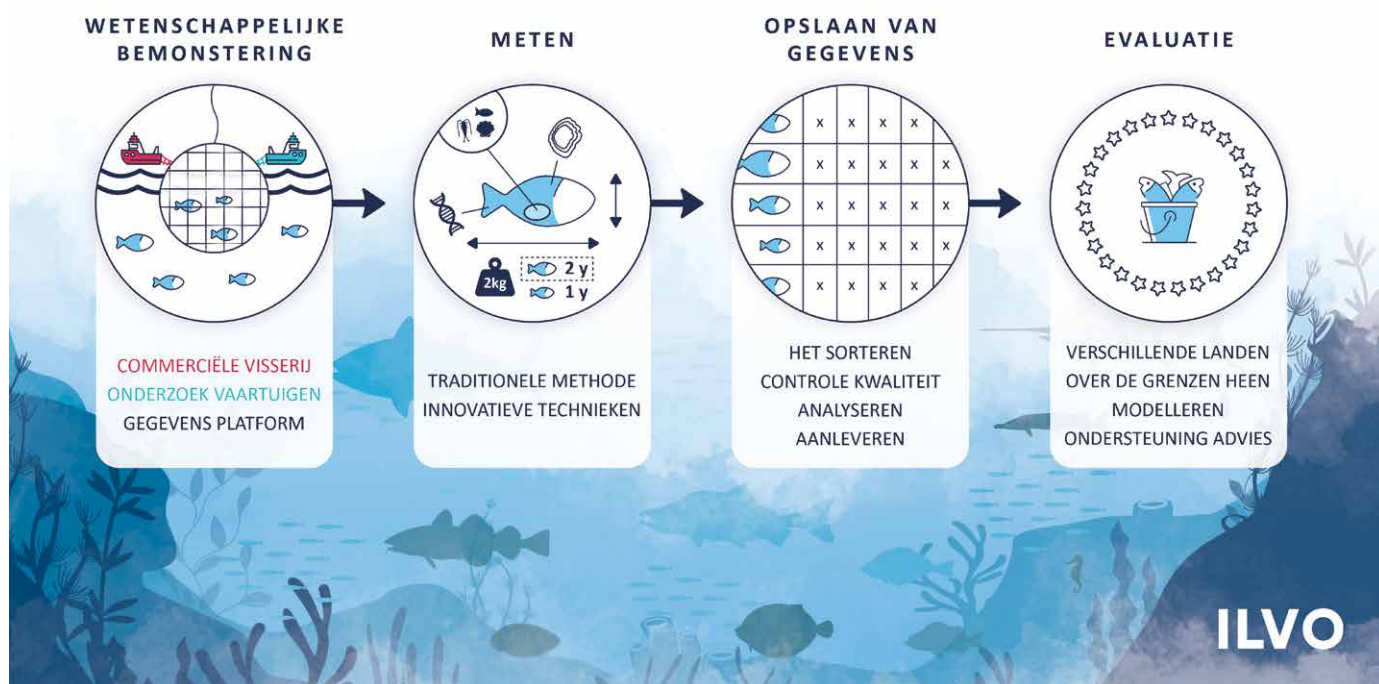 WETENSCHAPPELIJKE
BEMONSTERING
METEN
OPSLAAN VAN
GEGEVENS
EVALUATIE
2kg
2 y
1 y
x x x x
x x x x x
x x x x x
x x x x x
x x x x
COMMERCIËLE VISSERIJ
ONDERZOEK VAARTUIGEN
GEGEVENS PLATFORM
TRADITIONELE METHODE
INNOVATIEVE TECHNIEKEN
HET SORTEREN
CONTROLE KWALITEIT
ANALYSEREN
AANLEVEREN
VERSCHILLENDE LANDEN
OVER DE GRENZEN HEEN
MODELLEREN
ONDERSTEUNING ADVIES
ILVO